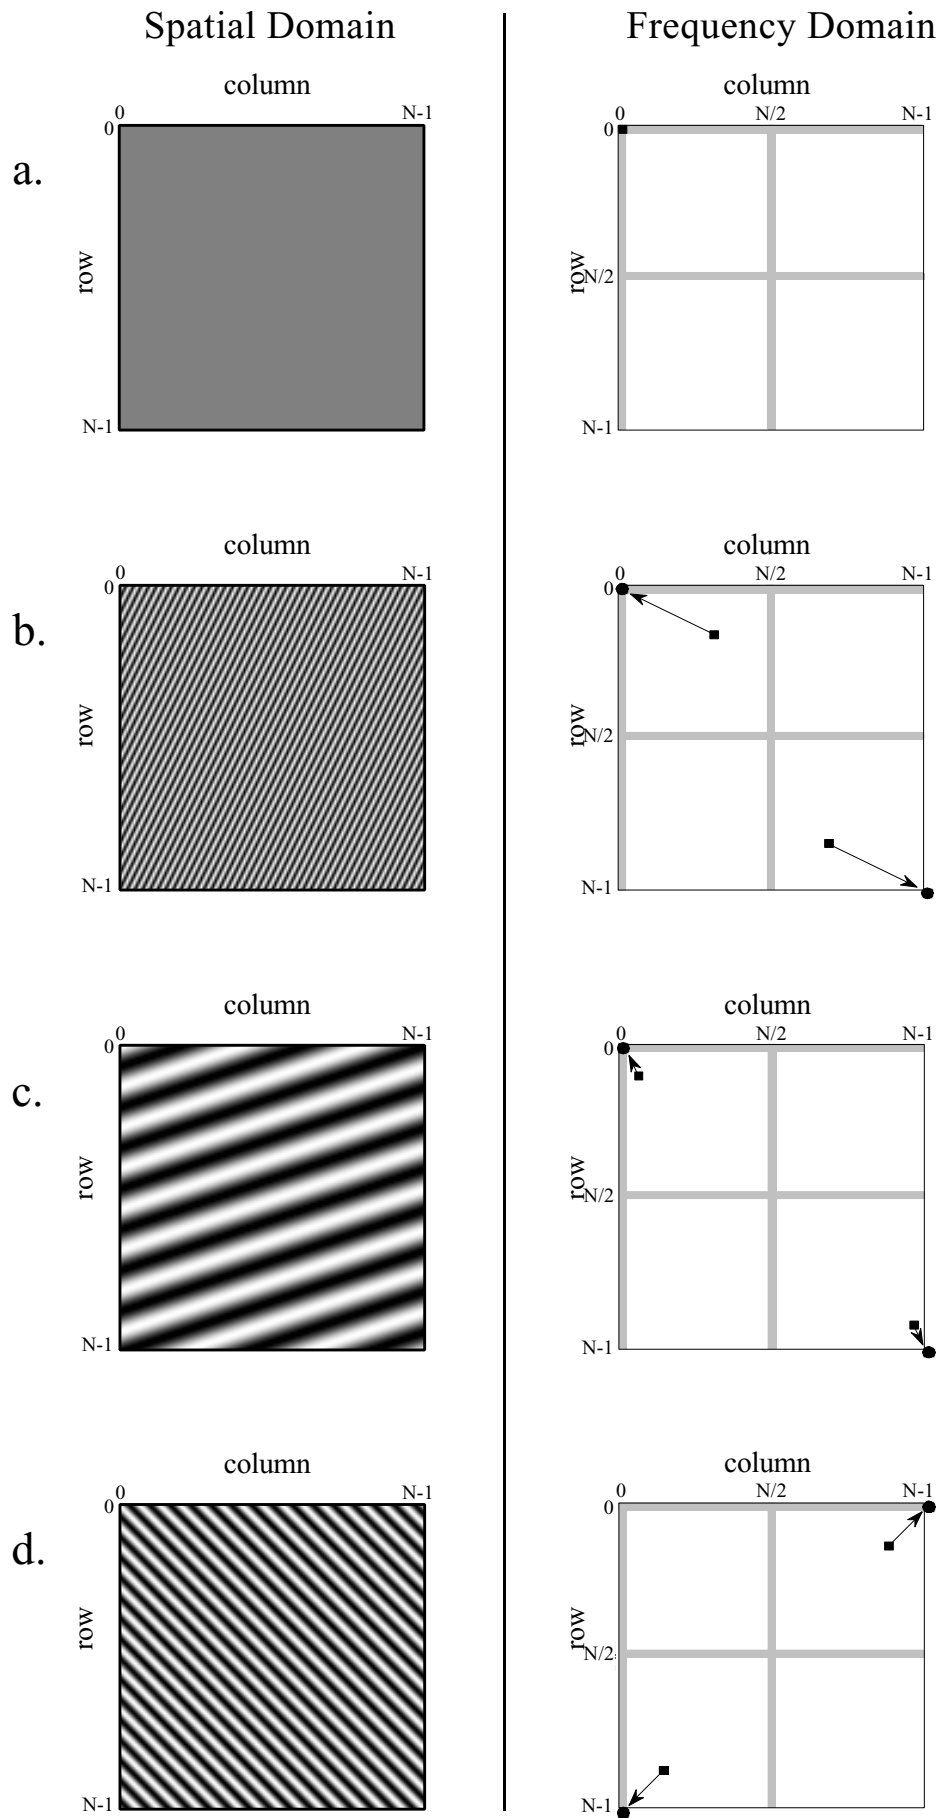 Spatial Domain
Frequency Domain
a.
column
0 N-1
0
row
N-1
column
0 N/2 N-1
0
row
N/2
N-1
b.
column
0 N-1
0
row
N-1
column
0 N/2 N-1
0
row
N/2
N-1
c.
column
0 N-1
0
row
N-1
column
0 N/2 N-1
0
row
N/2
N-1
d.
column
0 N-1
0
row
N-1
column
0 N/2 N-1
0
row
N/2
N-1